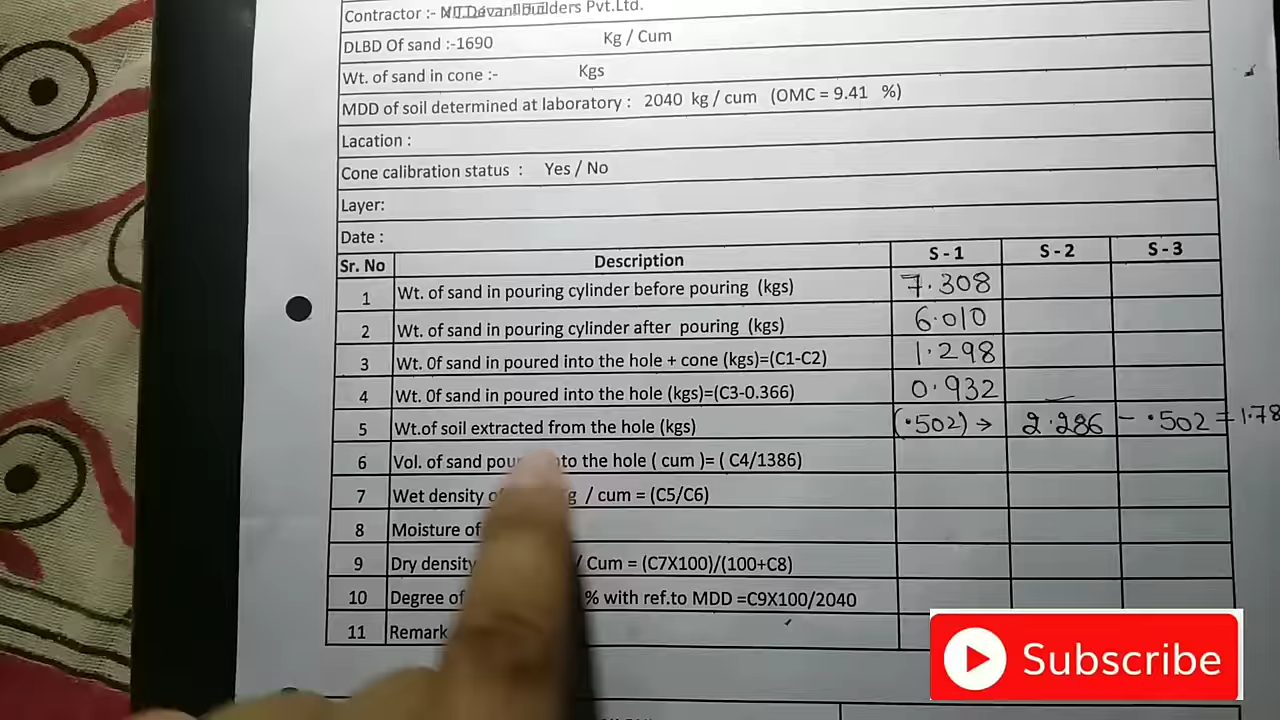 Contractor :- Builders Pvt.Ltd.
DLBD Of sand :-1690 Kg / Cum
Wt. of sand in cone :- Kgs
MDD of soil determined at laboratory : 2040 kg / cum (OMC = 9.41 %)
Lacation :
Cone calibration status : Yes / No
Layer:
Date :
Sr. No Description S - 1 S - 2 S - 3
1 Wt. of sand in pouring cylinder before pouring (kgs) 7.308
2 Wt. of sand in pouring cylinder after pouring (kgs) 6.010
3 Wt. Of sand in poured into the hole + cone (kgs)=(C1-C2) 1.298
4 Wt. Of sand in poured into the hole (kgs)=(C3-0.366) 0.932
5 Wt.of soil extracted from the hole (kgs) (.502) → 2.286 - .502 = 1.78
6 Vol. of sand into the hole ( cum )= ( C4/1386) 
7 Wet density / cum = (C5/C6)
8 Moisture of
9 Dry density / Cum = (C7X100)/(100+C8)
10 Degree of % with ref.to MDD =C9X100/2040
11 Remark
Subscribe